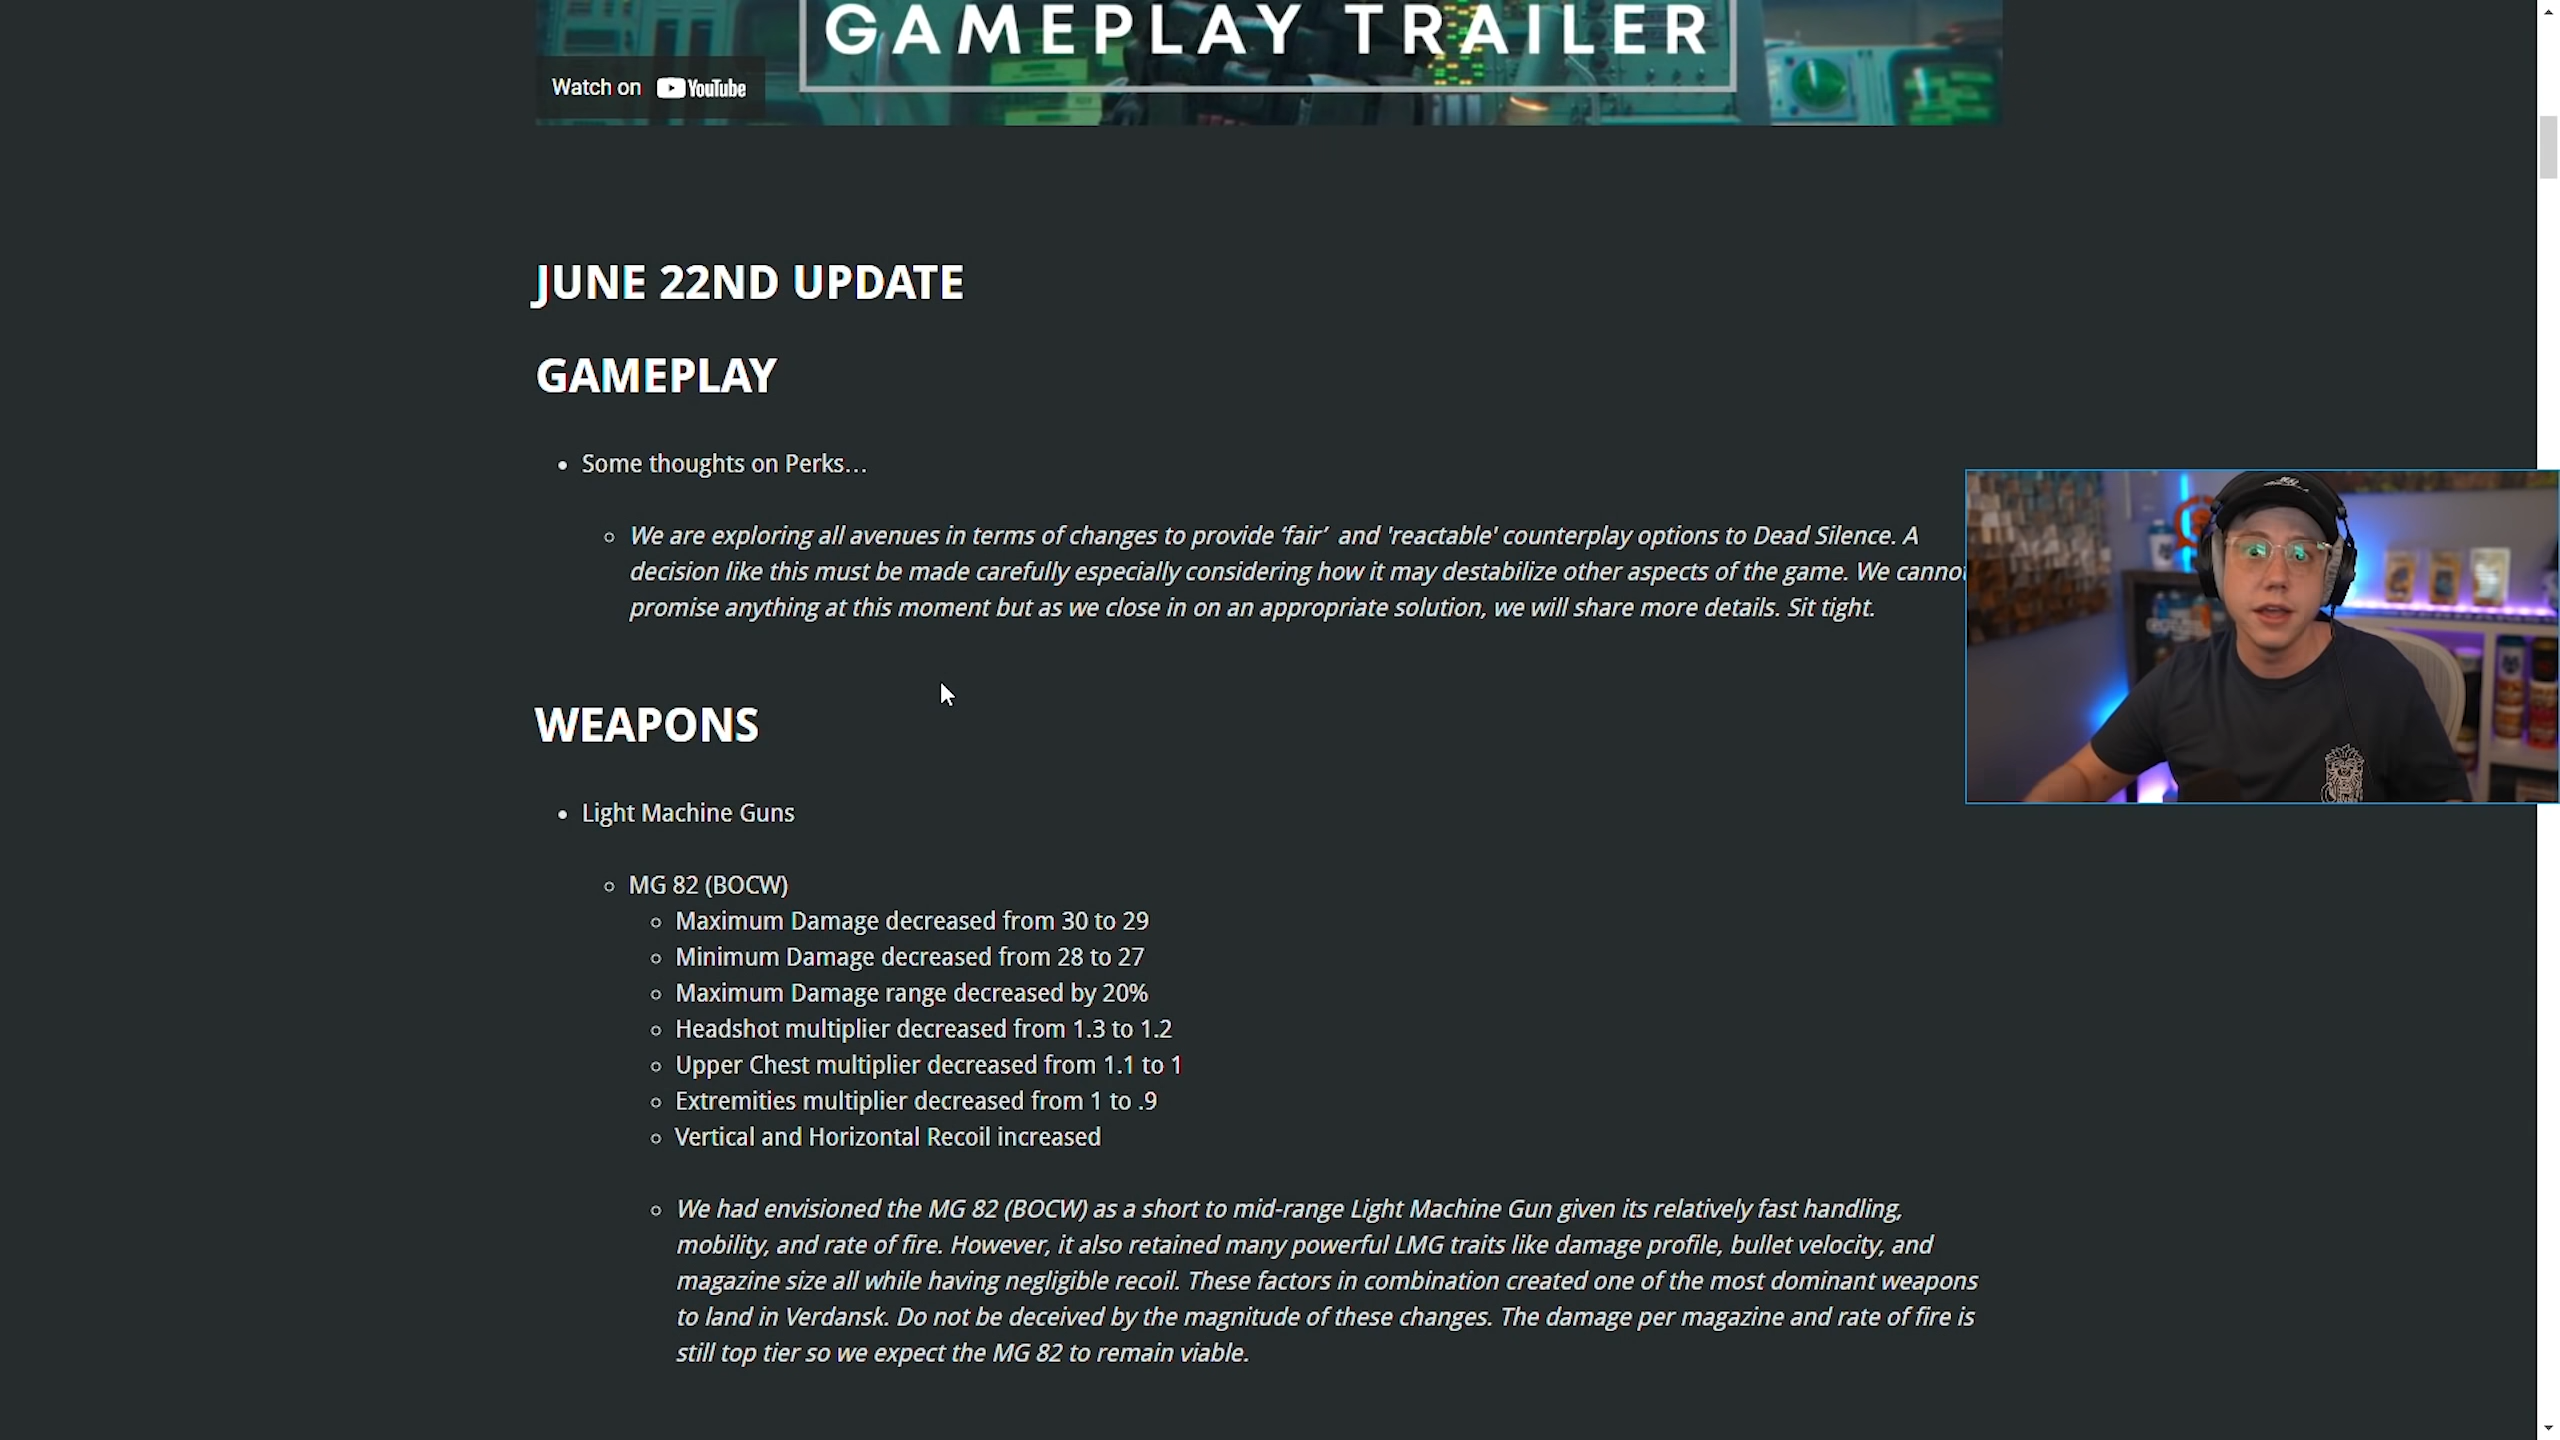 GAMEPLAY TRAILER
Watch on YouTube
JUNE 22ND UPDATE
GAMEPLAY
• Some thoughts on Perks…
We are exploring all avenues in terms of changes to provide ‘fair’ and 'reactable' counterplay options to Dead Silence. A
decision like this must be made carefully especially considering how it may destabilize other aspects of the game. We cannot
promise anything at this moment but as we close in on an appropriate solution, we will share more details. Sit tight.
WEAPONS
• Light Machine Guns
MG 82 (BOCW)
Maximum Damage decreased from 30 to 29
Minimum Damage decreased from 28 to 27
Maximum Damage range decreased by 20%
Headshot multiplier decreased from 1.3 to 1.2
Upper Chest multiplier decreased from 1.1 to 1
Extremities multiplier decreased from 1 to .9
Vertical and Horizontal Recoil increased
We had envisioned the MG 82 (BOCW) as a short to mid-range Light Machine Gun given its relatively fast handling,
mobility, and rate of fire. However, it also retained many powerful LMG traits like damage profile, bullet velocity, and
magazine size all while having negligible recoil. These factors in combination created one of the most dominant weapons
to land in Verdansk. Do not be deceived by the magnitude of these changes. The damage per magazine and rate of fire is
still top tier so we expect the MG 82 to remain viable.